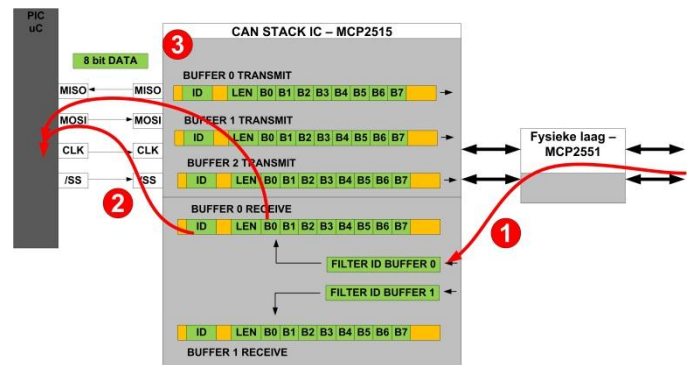 PIC
uC
8 bit DATA
CAN STACK IC – MCP2515
3
BUFFER 0 TRANSMIT
ID LEN B0 B1 B2 B3 B4 B5 B6 B7
MISO MISO
BUFFER 1 TRANSMIT
MOSI MOSI
ID LEN B0 B1 B2 B3 B4 B5 B6 B7
CLK CLK
BUFFER 2 TRANSMIT
/SS /SS
ID LEN B0 B1 B2 B3 B4 B5 B6 B7
Fysieke laag –
MCP2551
2
BUFFER 0 RECEIVE
ID LEN B0 B1 B2 B3 B4 B5 B6 B7
1
FILTER ID BUFFER 0
FILTER ID BUFFER 1
ID LEN B0 B1 B2 B3 B4 B5 B6 B7
BUFFER 1 RECEIVE